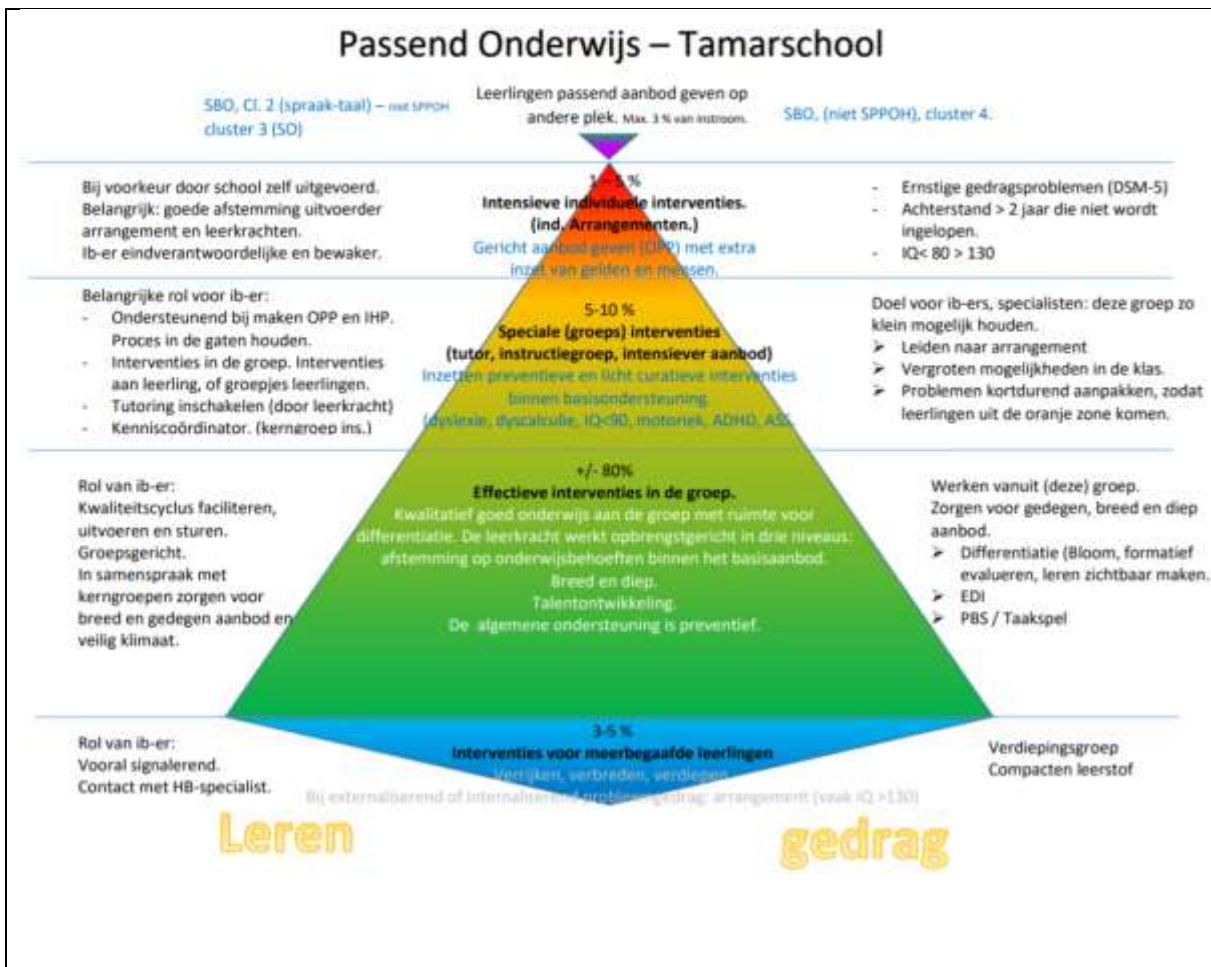 Passend Onderwijs – Tamarschool
SBO, Cl. 2 (spraak-taal) – niet SPPOH
cluster 3 (SO)
Leerlingen passend aanbod geven op
andere plek. Max. 3 % van instroom.
SBO, (niet SPPOH), cluster 4.
Bij voorkeur door school zelf uitgevoerd.
Belangrijk: goede afstemming uitvoerder
arrangement en leerkrachten.
Ib-er eindverantwoordelijke en bewaker.
1 – 5 %
Intensieve individuele interventies.
(ind. Arrangementen.)
Gericht aanbod geven (OPP) met extra
inzet van gelden en mensen.
- Ernstige gedragsproblemen (DSM-5)
- Achterstand > 2 jaar die niet wordt
ingelopen.
- IQ< 80 > 130
Belangrijke rol voor ib-er:
- Ondersteunend bij maken OPP en IHP.
Proces in de gaten houden.
- Interventies in de groep. Interventies
aan leerling, of groepjes leerlingen.
- Tutoring inschakelen (door leerkracht)
- Kenniscoördinator. (kerngroep ins.)
5-10 %
Speciale (groeps) interventies
(tutor, instructiegroep, intensiever aanbod)
Inzetten preventieve en licht curatieve interventies
binnen basisondersteuning.
(dyslexie, dyscalculie, IQ<90, motoriek, ADHD, ASS
Doel voor ib-ers, specialisten: deze groep zo
klein mogelijk houden.
➢ Leiden naar arrangement
➢ Vergroten mogelijkheden in de klas.
➢ Problemen kortdurend aanpakken, zodat
leerlingen uit de oranje zone komen.
Rol van ib-er:
Kwaliteitscyclus faciliteren,
uitvoeren en sturen.
Groepsgericht.
In samenspraak met
kerngroepen zorgen voor
breed en gedegen aanbod en
veilig klimaat.
+/- 80%
Effectieve interventies in de groep.
Kwalitatief goed onderwijs aan de groep met ruimte voor
differentiatie. De leerkracht werkt opbrengstgericht in drie niveaus:
afstemming op onderwijsbehoeften binnen het basisaanbod.
Breed en diep.
Talentontwikkeling.
De algemene ondersteuning is preventief.
Werken vanuit (deze) groep.
Zorgen voor gedegen, breed en diep
aanbod.
➢ Differentiatie (Bloom, formatief
evalueren, leren zichtbaar maken.
➢ EDI
➢ PBS / Taakspel
Rol van ib-er:
Vooral signalerend.
Contact met HB-specialist.
3-5 %
Interventies voor meerbegaafde leerlingen
Verrijken, verbreden, verdiepen
Bij externaliserend of internaliserend probleemgedrag: arrangement (vaak IQ >130)
Verdiepingsgroep
Compacten leerstof
Leren
gedrag